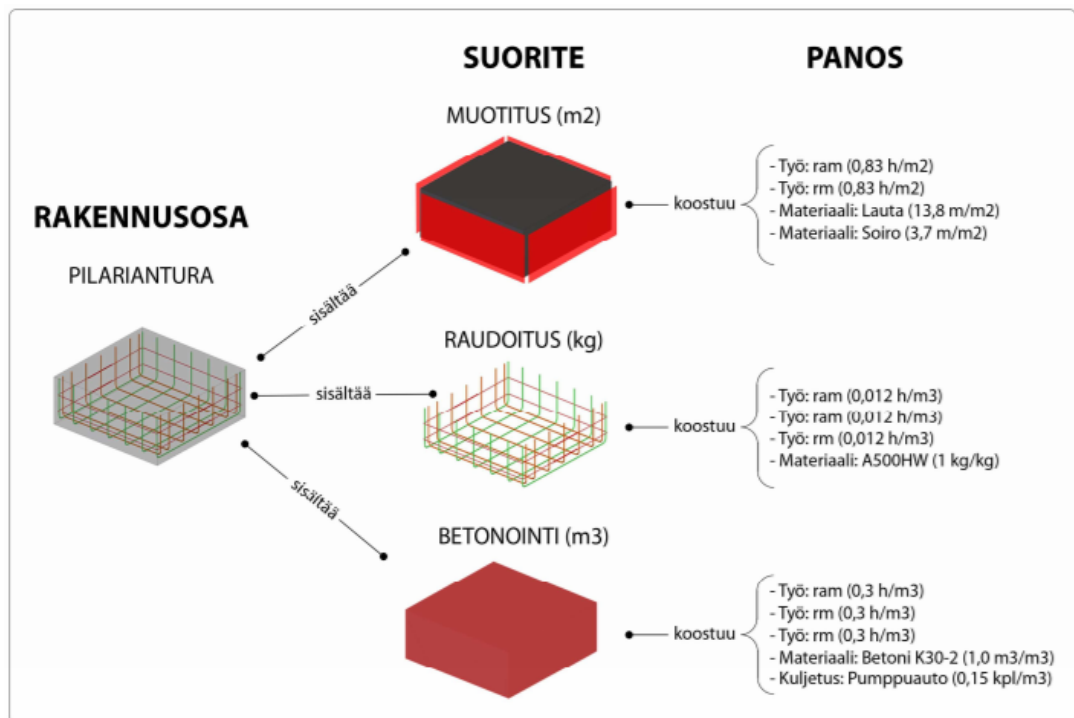 SUORITE
PANOS
RAKENNUSOSA
PILARIANTURA
sisältää
sisältää
sisältää
MUOTITUS (m2)
koostuu
- Työ: ram (0,83 h/m2)
- Työ: rm (0,83 h/m2)
- Materiaali: Lauta (13,8 m/m2)
- Materiaali: Soiro (3,7 m/m2)
RAUDOITUS (kg)
koostuu
- Työ: ram (0,012 h/m3)
- Työ: ram (0,012 h/m3)
- Työ: rm (0,012 h/m3)
- Materiaali: A500HW (1 kg/kg)
BETONOINTI (m3)
koostuu
- Työ: ram (0,3 h/m3)
- Työ: rm (0,3 h/m3)
- Työ: rm (0,3 h/m3)
- Materiaali: Betoni K30-2 (1,0 m3/m3)
- Kuljetus: Pumppuauto (0,15 kpl/m3)